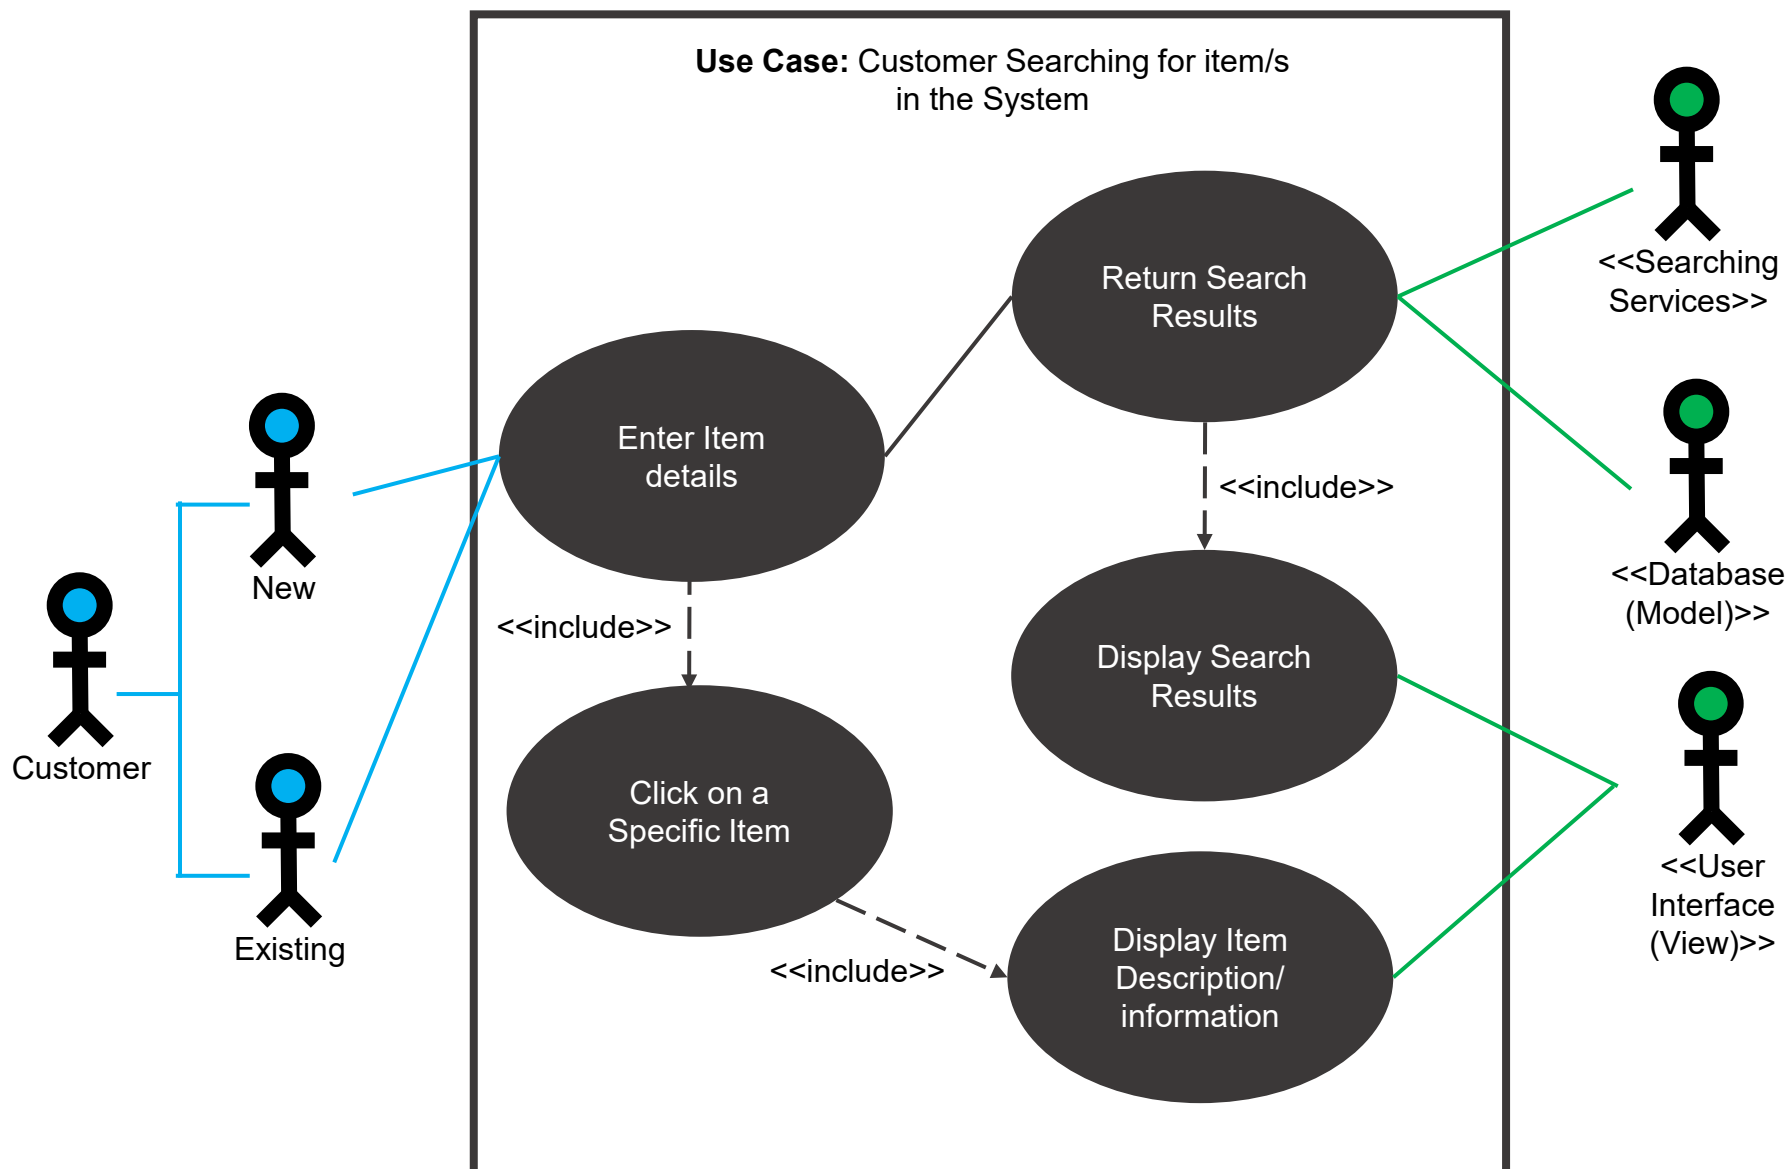 Use Case: Customer Searching for item/s
in the System
Return Search
Results
<<Searching
Services>>
Enter Item
details
<<include>>
New
<<include>>
<<Database
(Model)>>
Display Search
Results
Customer
Click on a
Specific Item
<<User
Interface
(View)>>
Existing
<<include>>
Display Item
Description/
information